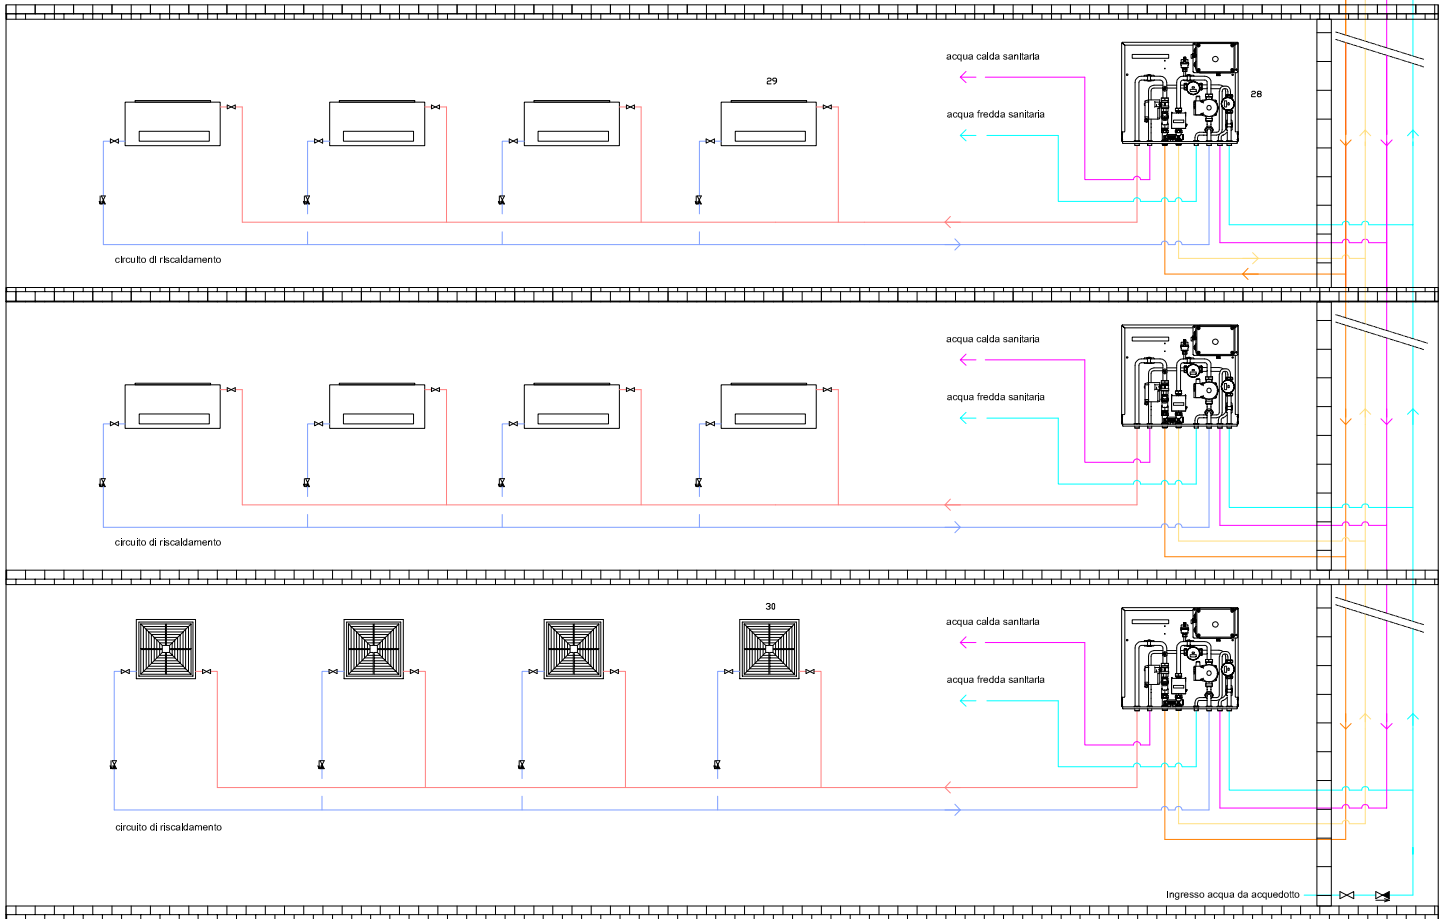 acqua calda sanitaria
29
28
acqua fredda sanitaria
circuito di riscaldamento
acqua calda sanitaria
acqua fredda sanitaria
circuito di riscaldamento
30
acqua calda sanitaria
acqua fredda sanitaria
circuito di riscaldamento
Ingresso acqua da acquedotto